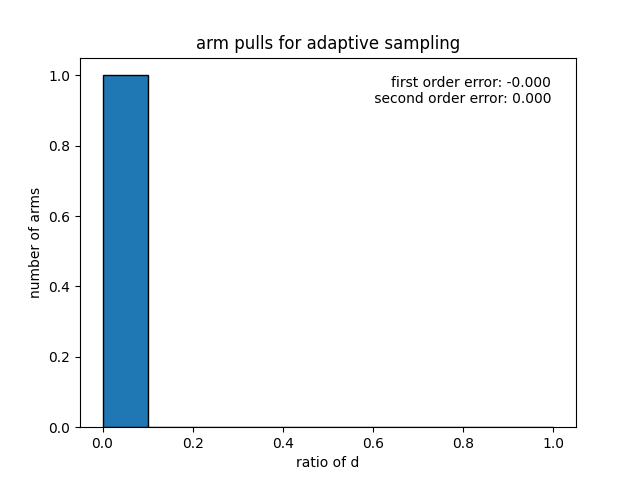 arm pulls for adaptive sampling
first order error: -0.000
second order error: 0.000
number of arms
1.0
0.8
0.6
0.4
0.2
0.0
0.0 0.2 0.4 0.6 0.8 1.0
ratio of d